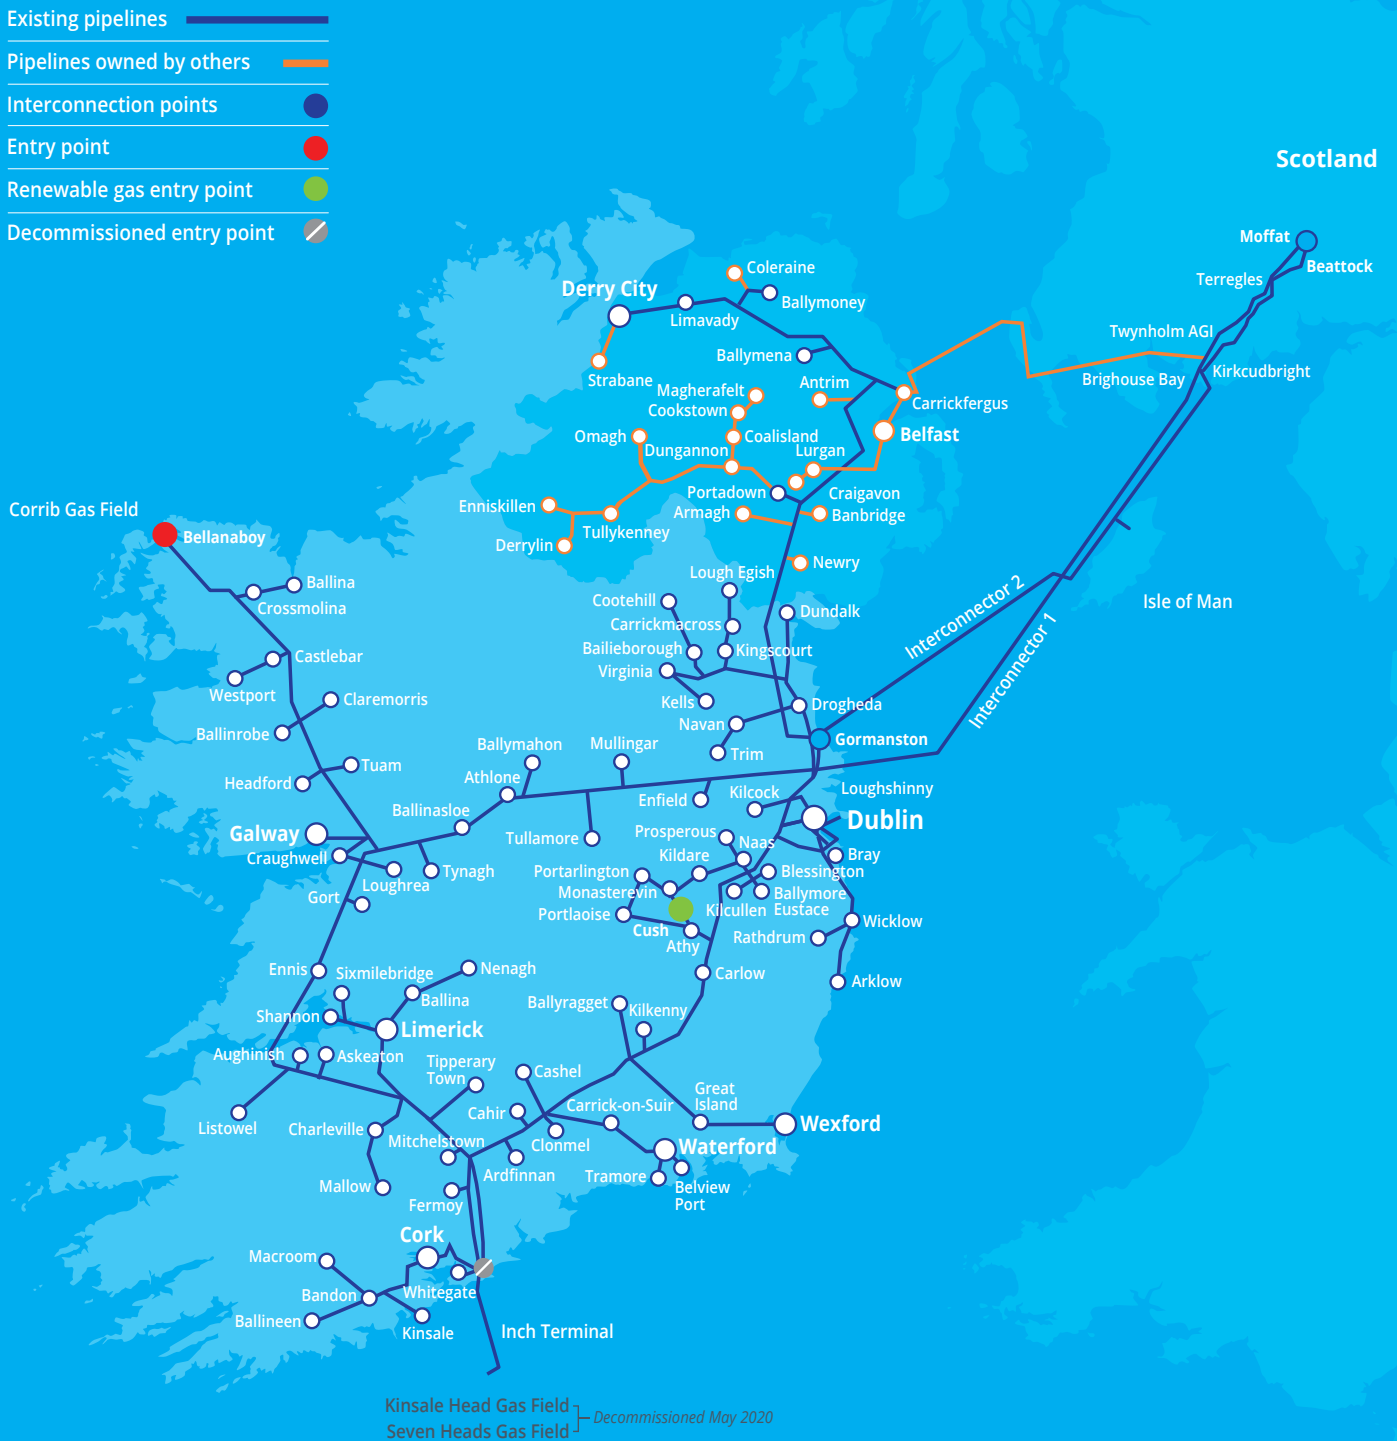 Existing pipelines
Pipelines owned by others
Interconnection points
Entry point
Renewable gas entry point
Decommissioned entry point
Scotland
Moffat
Beattock
Terregles
Twynholm AGI
Brighouse Bay
Kirkcudbright
Coleraine
Derry City
Ballymoney
Limavady
Ballymena
Strabane
Magherafelt
Antrim
Cookstown
Carrickfergus
Omagh
Dungannon
Coalisland
Belfast
Lurgan
Portadown
Craigavon
Enniskillen
Armagh
Banbridge
Tullykenney
Derrylin
Newry
Corrib Gas Field
Bellanaboy
Ballina
Crossmolina
Lough Egish
Cootehill
Carrickmacross
Dundalk
Bailieborough
Kingscourt
Virginia
Interconnector 2
Interconnector 1
Isle of Man
Castlebar
Westport
Claremorris
Kells
Drogheda
Navan
Ballinrobe
Gormanston
Ballymahon
Mullingar
Trim
Tuam
Headford
Athlone
Enfield
Kilcock
Loughshinny
Ballinasloe
Dublin
Galway
Tullamore
Prosperous
Naas
Craughwell
Kildare
Bray
Loughrea
Tynagh
Portarlington
Blessington
Monasterevin
Ballymore
Eustace
Gort
Portlaoise
Kilcullen
Cush
Athy
Rathdrum
Wicklow
Ennis
Sixmilebridge
Nenagh
Carlow
Arklow
Ballina
Ballyragget
Kilkenny
Shannon
Limerick
Aughinish
Askeaton
Tipperary
Town
Cashel
Great
Island
Listowel
Charleville
Cahir
Carrick-on-Suir
Wexford
Mitchelstown
Clonmel
Waterford
Mallow
Ardfinnan
Tramore
Belview
Port
Fermoy
Cork
Macroom
Bandon
Whitegate
Ballineen
Kinsale
Inch Terminal
Kinsale Head Gas Field
Seven Heads Gas Field
Decommissioned May 2020